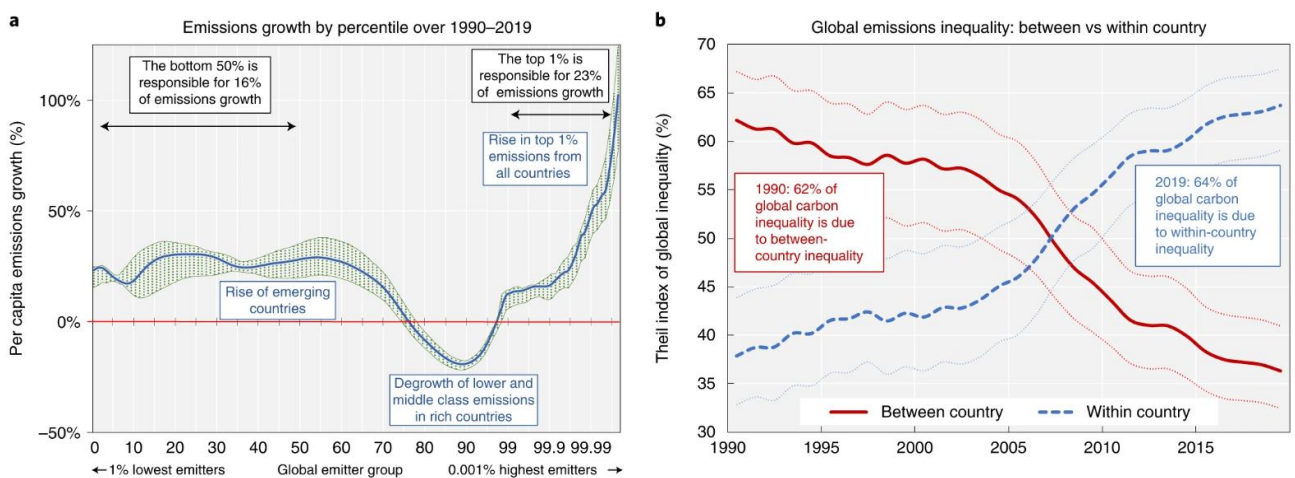 a
Emissions growth by percentile over 1990–2019
Per capita emissions growth (%)
100%
50%
0%
–50%
The bottom 50% is
responsible for 16%
of emissions growth
The top 1% is
responsible for 23%
of emissions growth
Rise in top 1%
emissions from
all countries
Rise of emerging
countries
Degrowth of lower and
middle class emissions
in rich countries
0 10 20 30 40 50 60 70 80 90 99 99.9 99.99
←1% lowest emitters Global emitter group 0.001% highest emitters →
b
Global emissions inequality: between vs within country
Theil index of global inequality (%)
70
65
60
55
50
45
40
35
30
1990: 62% of
global carbon
inequality is due
to between-
country inequality
2019: 64% of
global carbon
inequality is due
to within-country
inequality
Between country Within country
1990 1995 2000 2005 2010 2015